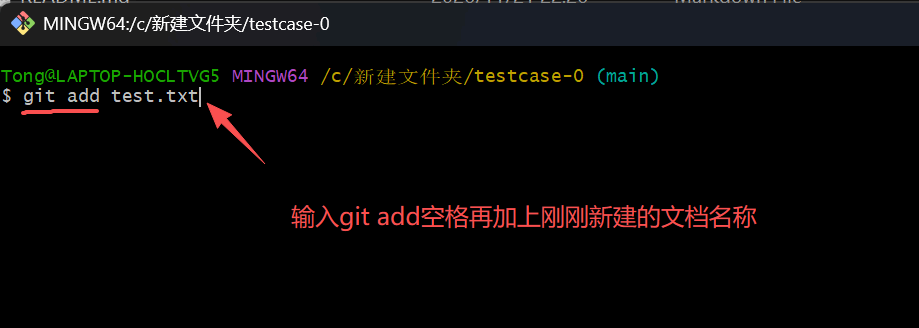 MINGW64:/c/新建文件夹/testcase-0
Tong@LAPTOP-HOCLTVG5 MINGW64 /c/新建文件夹/testcase-0 (main)
$ git add test.txt
输入git add空格再加上刚刚新建的文档名称